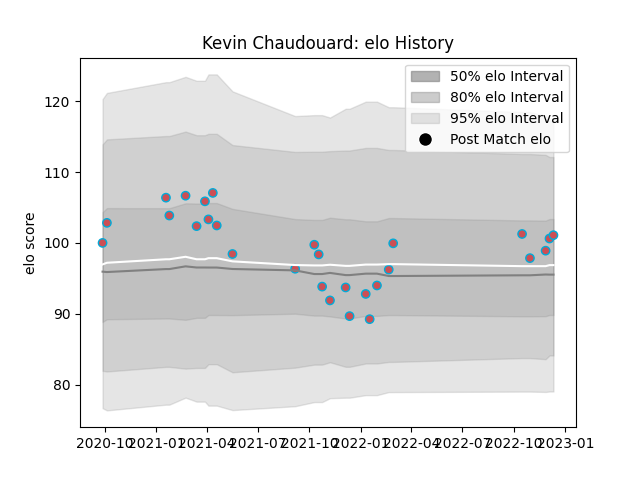 Kevin Chaudouard: elo History
50% elo Interval
80% elo Interval
95% elo Interval
Post Match elo
elo score
120
110
100
90
80
2020-10 2021-01 2021-04 2021-07 2021-10 2022-01 2022-04 2022-07 2022-10 2023-01